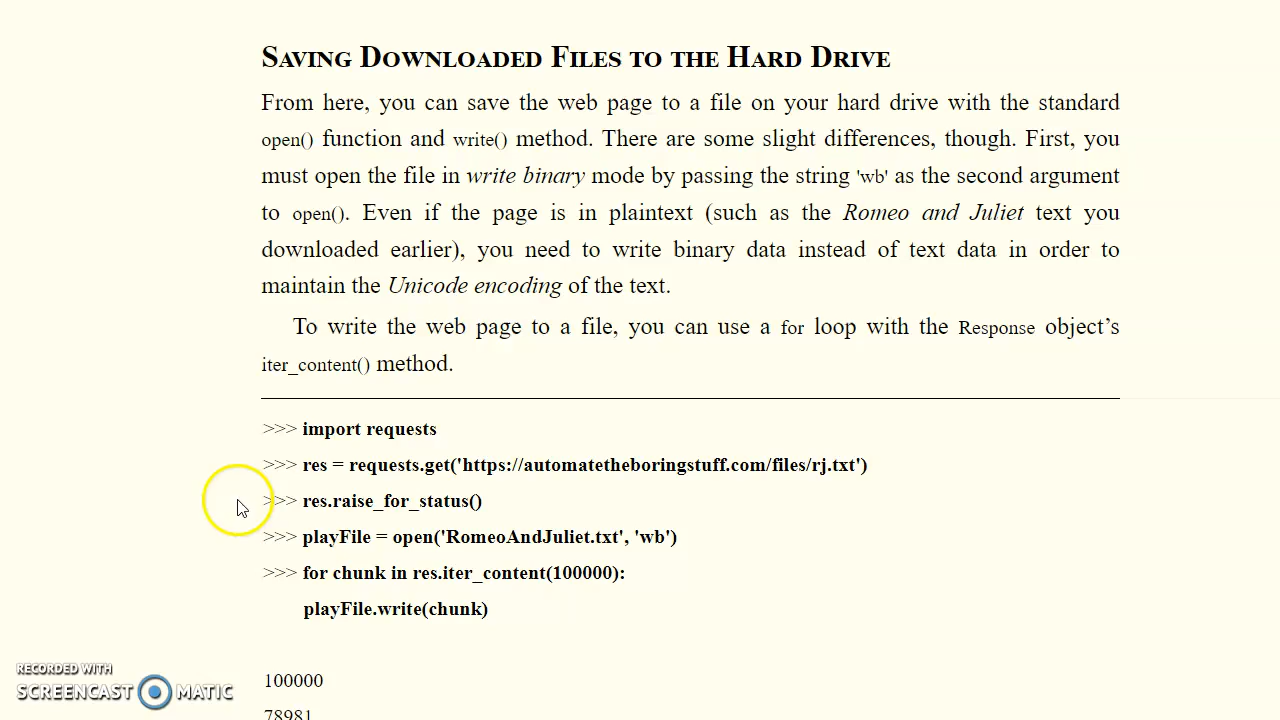 SAVING DOWNLOADED FILES TO THE HARD DRIVE
From here, you can save the web page to a file on your hard drive with the standard
open() function and write() method. There are some slight differences, though. First, you
must open the file in write binary mode by passing the string 'wb' as the second argument
to open(). Even if the page is in plaintext (such as the Romeo and Juliet text you
downloaded earlier), you need to write binary data instead of text data in order to
maintain the Unicode encoding of the text.
To write the web page to a file, you can use a for loop with the Response object’s
iter_content() method.
>>> import requests
>>> res = requests.get('https://automatetheboringstuff.com/files/rj.txt')
>>> res.raise_for_status()
>>> playFile = open('RomeoAndJuliet.txt', 'wb')
>>> for chunk in res.iter_content(100000):
playFile.write(chunk)
100000
78981
RECORDED WITH
SCREENCAST MATIC